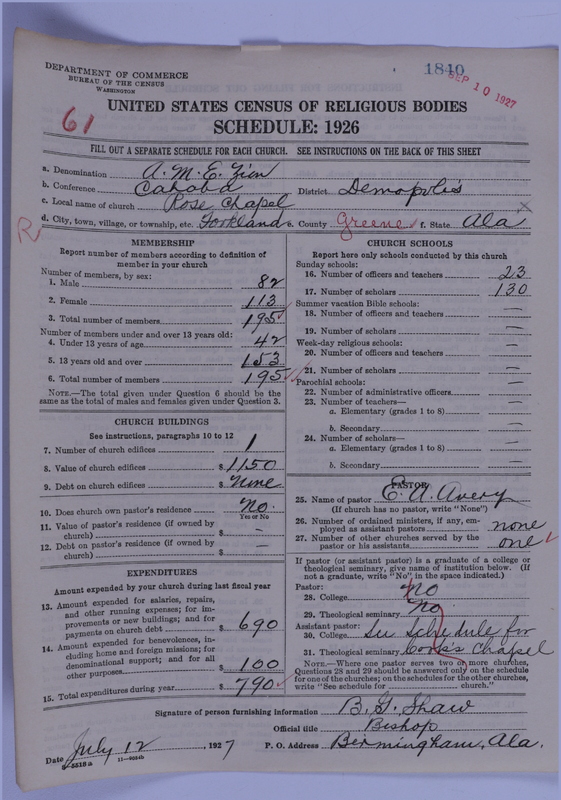 DEPARTMENT OF COMMERCE
BUREAU OF THE CENSUS
WASHINGTON
1840
SEP 10 1927
61
UNITED STATES CENSUS OF RELIGIOUS BODIES
SCHEDULE: 1926
FILL OUT A SEPARATE SCHEDULE FOR EACH CHURCH. SEE INSTRUCTIONS ON THE BACK OF THIS SHEET
a. Denomination A. M. E. Zion
b. Conference Cahaba District Demopolis
c. Local name of church Rose Chapel
R
d. City, town, village, or township, etc. Forkland e. County Greene f. State Ala
MEMBERSHIP
Report number of members according to definition of
member in your church
Number of members, by sex:
1. Male 82
2. Female 113
3. Total number of members 195
Number of members under and over 13 years old:
4. Under 13 years of age 42
5. 13 years old and over 153
6. Total number of members 195
NOTE.—The total given under Question 6 should be the
same as the total of males and females given under Question 3.
CHURCH BUILDINGS
See instructions, paragraphs 10 to 12
7. Number of church edifices 1
8. Value of church edifices $ 1150
9. Debt on church edifices $ None
10. Does church own pastor's residence? No.
Yes or No
11. Value of pastor's residence (if owned by
church) $ —
12. Debt on pastor's residence (if owned by
church) $ —
EXPENDITURES
Amount expended by your church during last fiscal year
13. Amount expended for salaries, repairs,
and other running expenses; for im-
provements or new buildings; and for
payments on church debt $ 690
14. Amount expended for benevolences, in-
cluding home and foreign missions; for
denominational support; and for all
other purposes $ 100
15. Total expenditures during year $ 790
CHURCH SCHOOLS
Report here only schools conducted by this church
Sunday schools:
16. Number of officers and teachers 23
17. Number of scholars 130
Summer vacation Bible schools:
18. Number of officers and teachers —
19. Number of scholars —
Week-day religious schools: —
20. Number of officers and teachers —
21. Number of scholars —
Parochial schools: —
22. Number of administrative officers —
23. Number of teachers—
a. Elementary (grades 1 to 8) —
b. Secondary —
24. Number of scholars—
a. Elementary (grades 1 to 8) —
b. Secondary —
PASTOR
25. Name of pastor E. A. Avery
(If church has no pastor, write "None")
26. Number of ordained ministers, if any, em-
ployed as assistant pastors none
27. Number of other churches served by the
pastor or his assistants one
If pastor (or assistant pastor) is a graduate of a college or
theological seminary, give name of institution below. (If
not a graduate, write "No" in the space indicated.)
Pastor:
28. College no
29. Theological seminary no
Assistant pastor:
30. College See Schedule for
31. Theological seminary Chapel
NOTE.—Where one pastor serves two or more churches,
Questions 28 and 29 should be answered only on the schedule
for one of the churches; on the schedules for the other churches,
write "See schedule for church."
Signature of person furnishing information B. G. Shaw
Official title Bishop
Date July 12, 1927 P. O. Address Birmingham, Ala.
8-5518 a 11—9034b